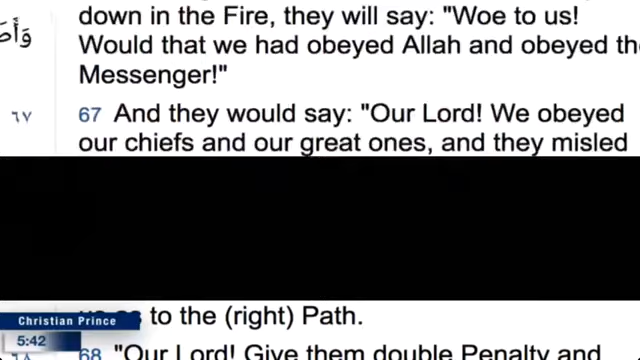 down in the Fire, they will say: "Woe to us!
Would that we had obeyed Allah and obeyed
Messenger!"
٦٧
67 And they would say: "Our Lord! We obeyed
our chiefs and our great ones, and they misled
to the (right) Path.
68 "Our Lord! Give them double Penalty and
Christian Prince
5:42